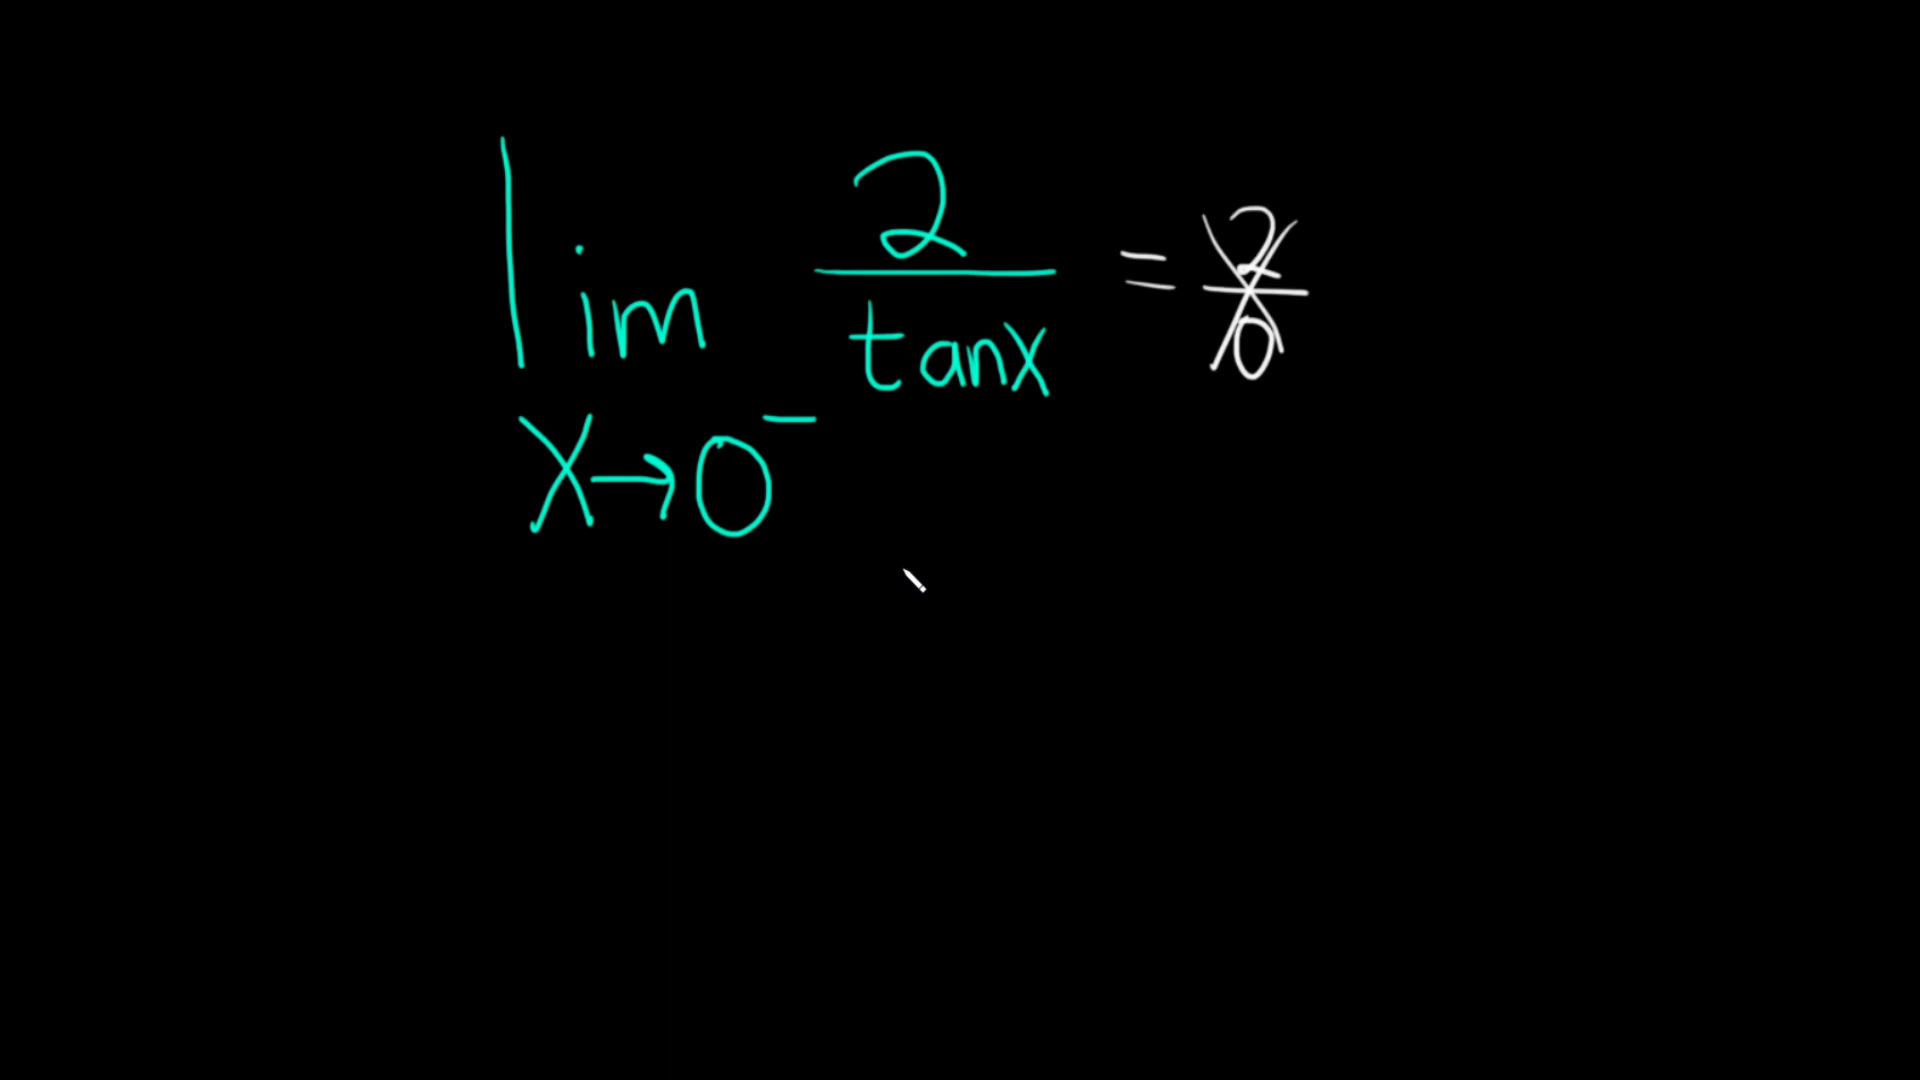 lim 2/tanx = 2/0
x→0⁻